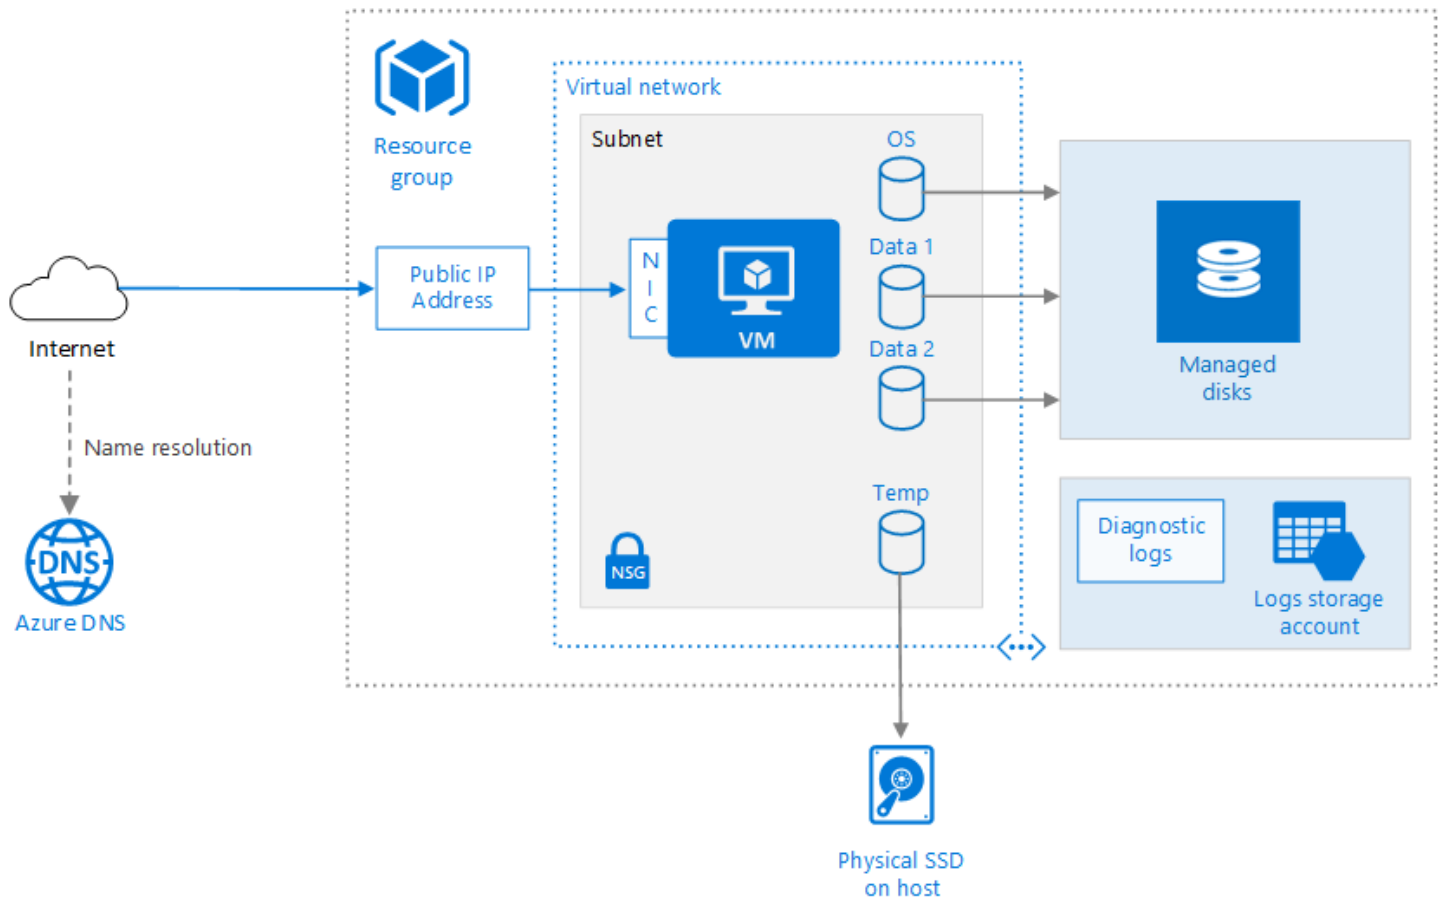 Resource
group
Virtual network
Subnet
OS
Data 1
Data 2
Public IP
Address
N
I
C
VM
Managed
disks
Internet
Name resolution
DNS
Azure DNS
Temp
NSG
Diagnostic
logs
Logs storage
account
Physical SSD
on host